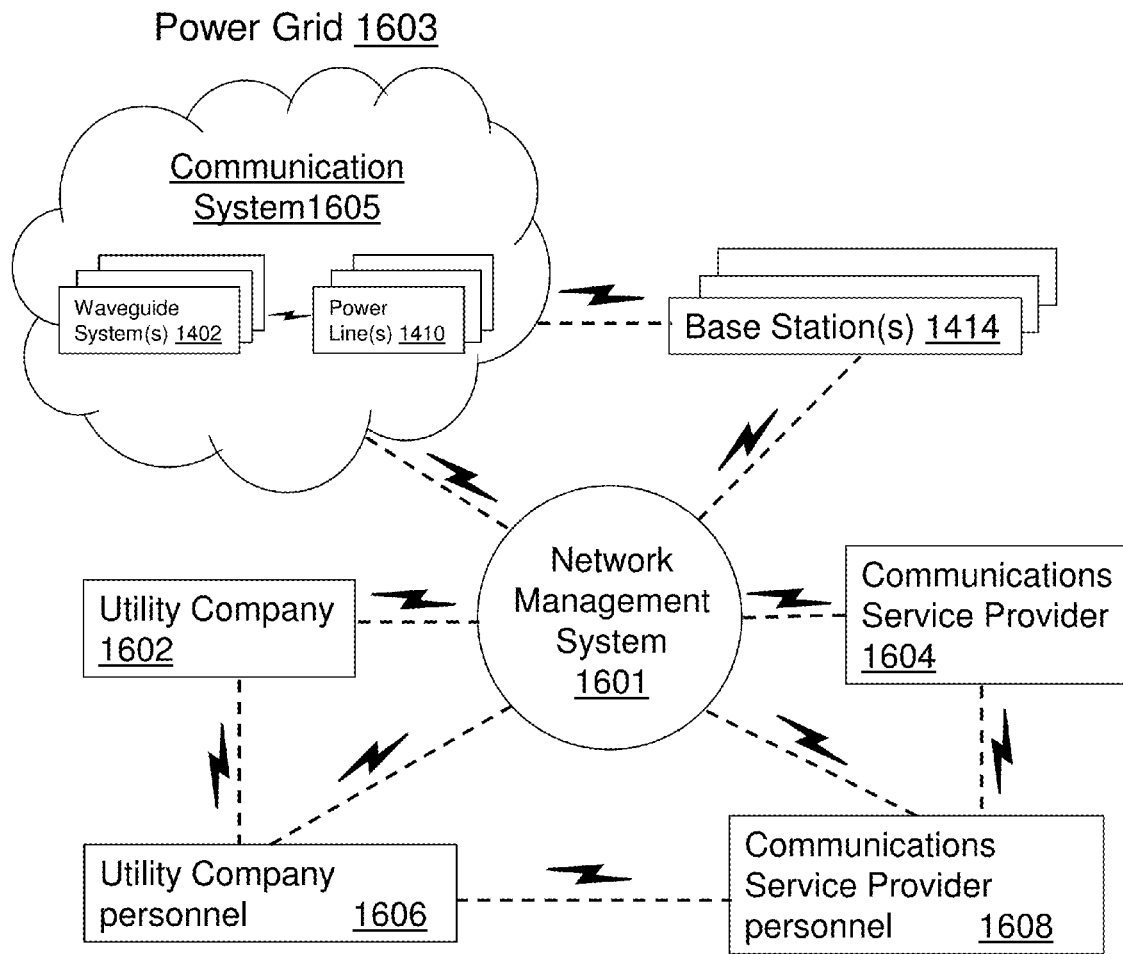 Power Grid 1603
Communication
System1605
Waveguide
System(s) 1402
Power
Line(s) 1410
Base Station(s) 1414
Network
Management
System
1601
Utility
Company
1602
Communications
Service Provider
1604
Utility Company
personnel 1606
Communications
Service Provider
personnel 1608